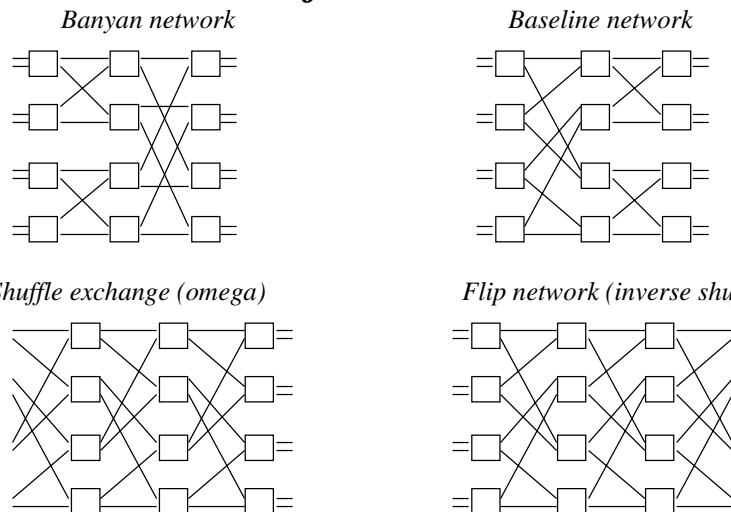 Banyan network
Baseline network
exchange (omega)
Flip network (inverse